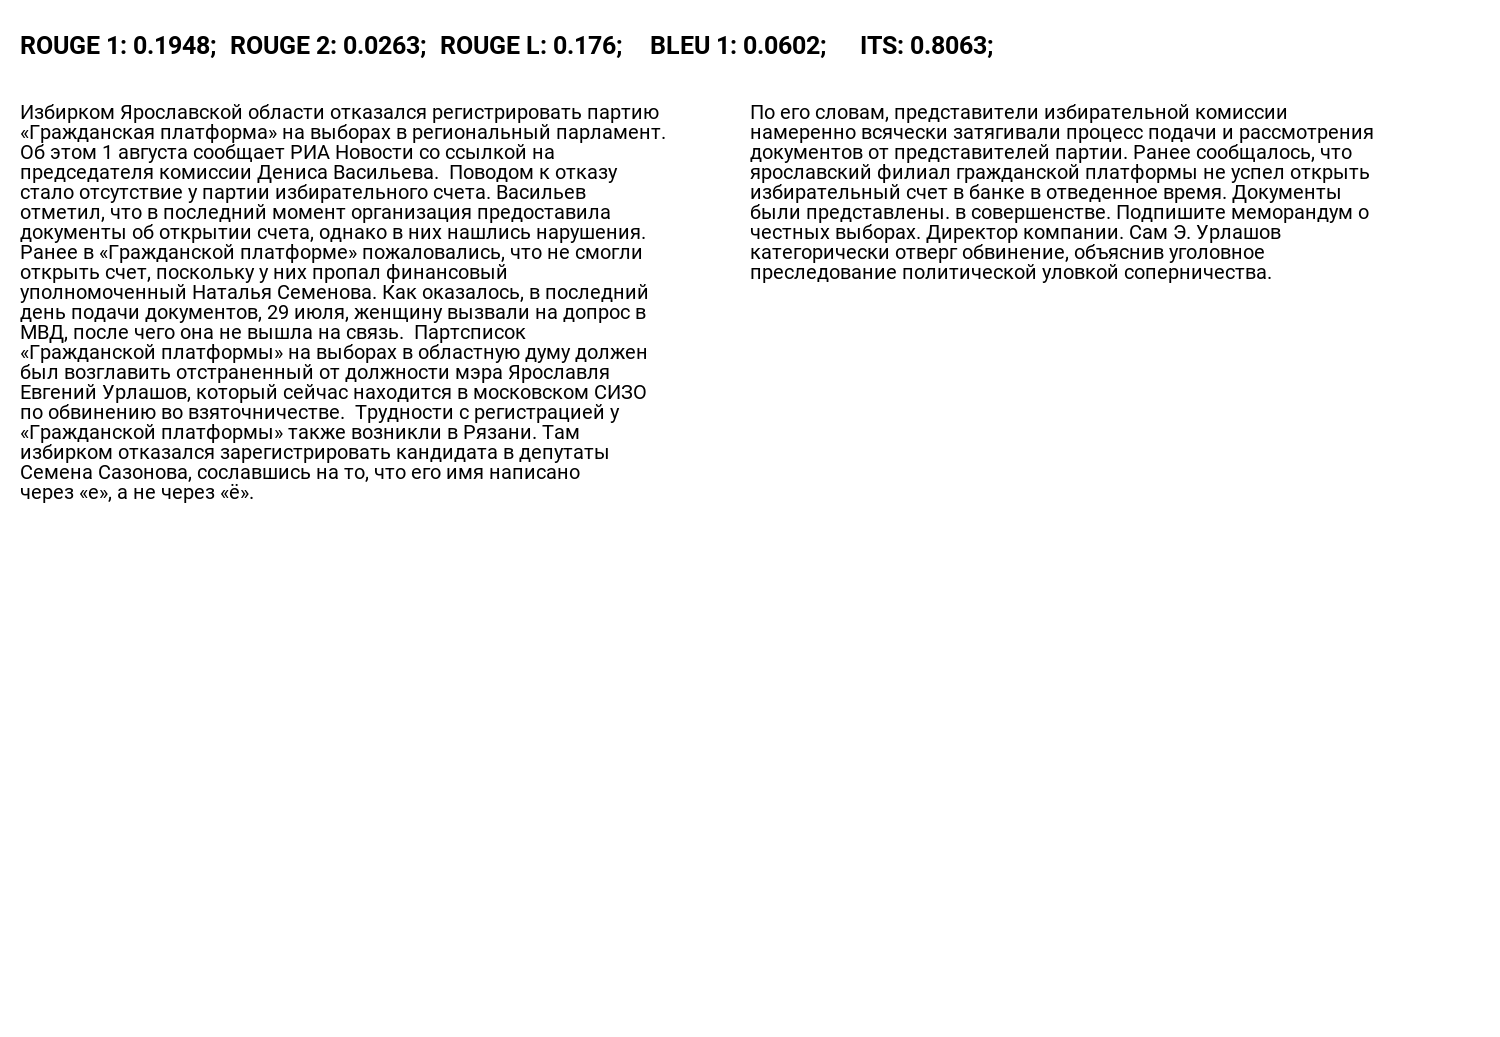 ROUGE 1: 0.1948;  ROUGE 2: 0.0263;  ROUGE L: 0.176;    BLEU 1: 0.0602;     ITS: 0.8063;
Избирком Ярославской области отказался регистрировать партию
«Гражданская платформа» на выборах в региональный парламент.
Об этом 1 августа сообщает РИА Новости со ссылкой на
председателя комиссии Дениса Васильева.  Поводом к отказу
стало отсутствие у партии избирательного счета. Васильев
отметил, что в последний момент организация предоставила
документы об открытии счета, однако в них нашлись нарушения.
Ранее в «Гражданской платформе» пожаловались, что не смогли
открыть счет, поскольку у них пропал финансовый
уполномоченный Наталья Семенова. Как оказалось, в последний
день подачи документов, 29 июля, женщину вызвали на допрос в
МВД, после чего она не вышла на связь.  Партсписок
«Гражданской платформы» на выборах в областную думу должен
был возглавить отстраненный от должности мэра Ярославля
Евгений Урлашов, который сейчас находится в московском СИЗО
по обвинению во взяточничестве.  Трудности с регистрацией у
«Гражданской платформы» также возникли в Рязани. Там
избирком отказался зарегистрировать кандидата в депутаты
Семена Сазонова, сославшись на то, что его имя написано
через «е», а не через «ё».
По его словам, представители избирательной комиссии
намеренно всячески затягивали процесс подачи и рассмотрения
документов от представителей партии. Ранее сообщалось, что
ярославский филиал гражданской платформы не успел открыть
избирательный счет в банке в отведенное время. Документы
были представлены. в совершенстве. Подпишите меморандум о
честных выборах. Директор компании. Сам Э. Урлашов
категорически отверг обвинение, объяснив уголовное
преследование политической уловкой соперничества.